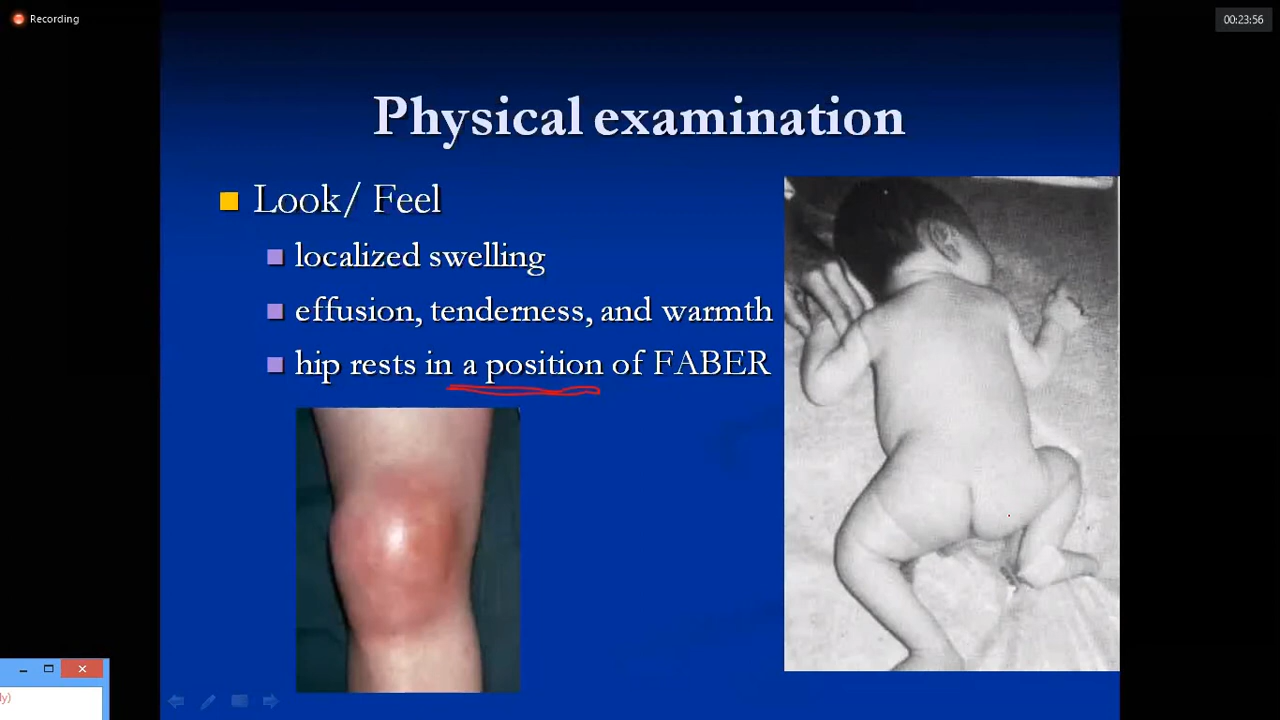 Recording
00:23:56
Physical examination
Look/ Feel
localized swelling
effusion, tenderness, and warmth
hip rests in a position of FABER
ly)